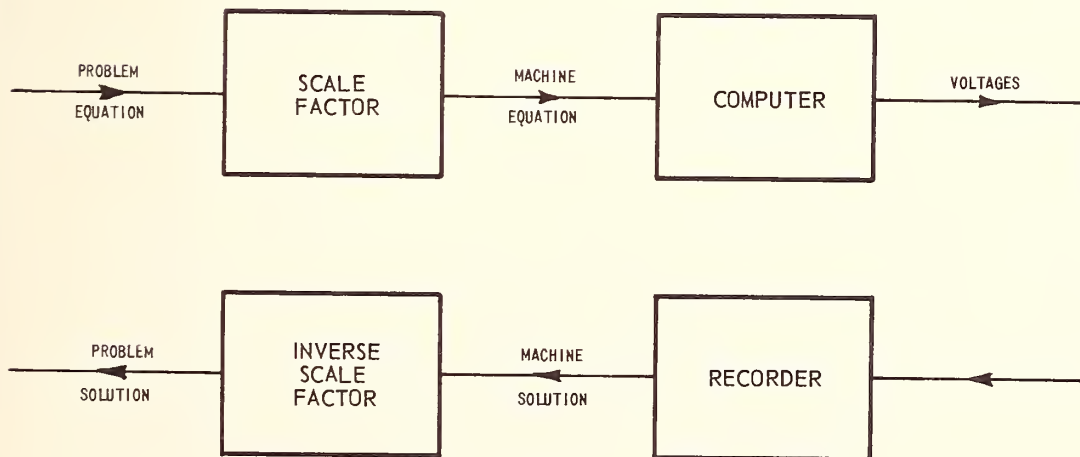 PROBLEM
EQUATION
SCALE
FACTOR
MACHINE
EQUATION
COMPUTER
VOLTAGES
PROBLEM
SOLUTION
INVERSE
SCALE
FACTOR
MACHINE
SOLUTION
RECORDER